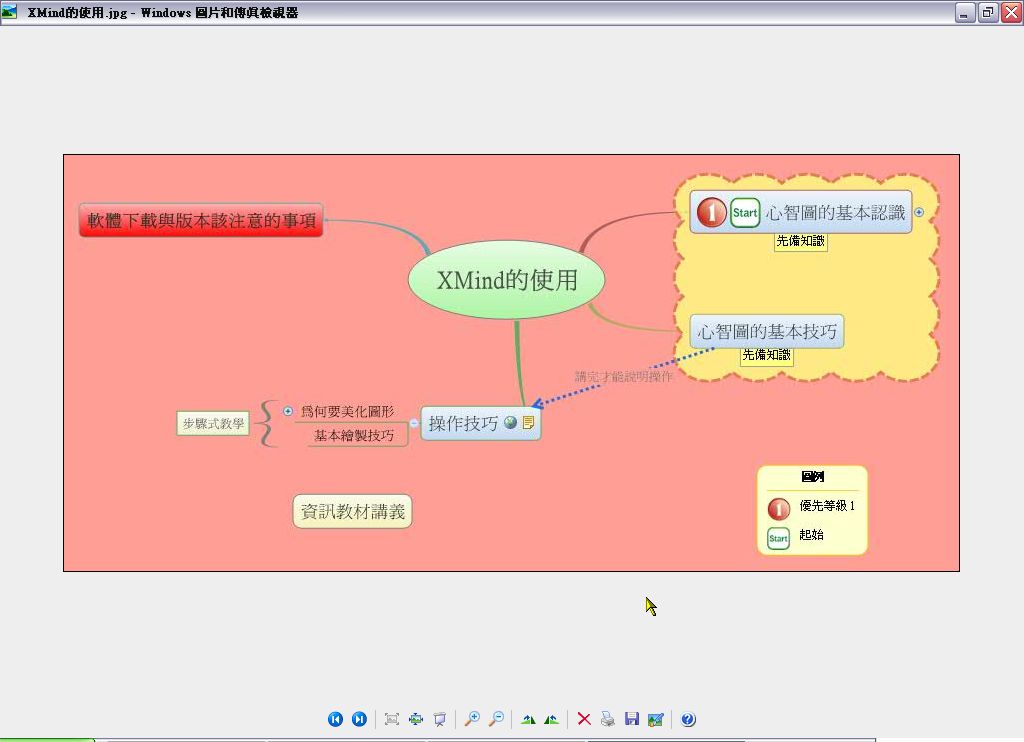 XMind的使用.jpg - Windows 圖片和傳真檢視器
軟體下載與版本該注意的事項
1
Start
心智圖的基本認識
先備知識
XMind的使用
心智圖的基本技巧
先備知識
講完才能說明操作
步驟式教學
為何要美化圖形
基本繪製技巧
操作技巧
資訊教材講義
圖例
1
優先等級 1
Start
起始